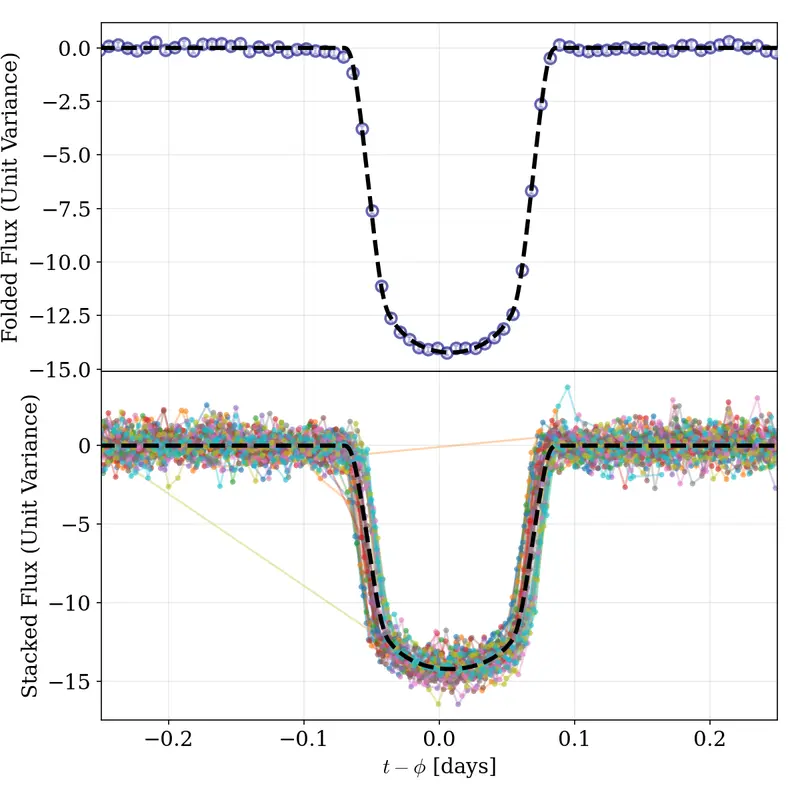 Folded Flux (Unit Variance)
0.0
−2.5
−5.0
−7.5
−10.0
−12.5
−15.0
Stacked Flux (Unit Variance)
0
−5
−10
−15
−0.2 −0.1 0.0 0.1 0.2
t − ϕ [days]